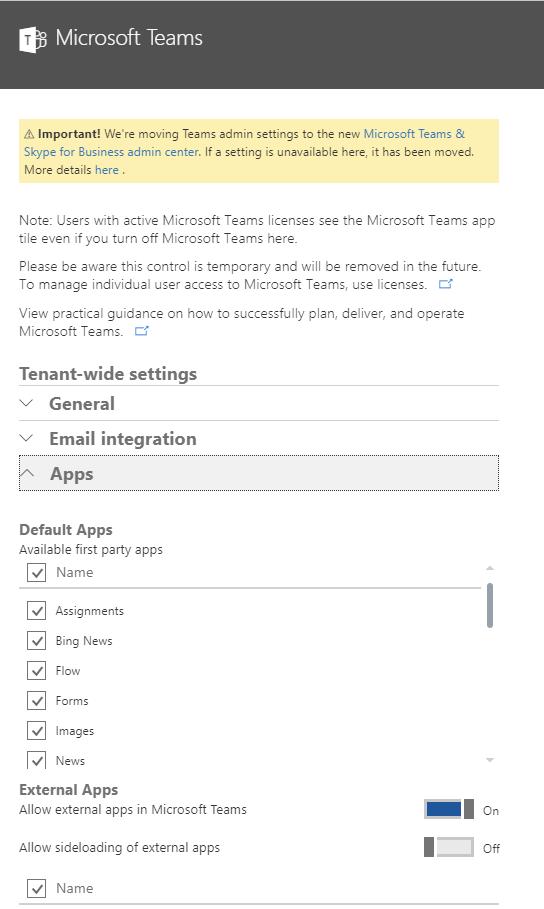 Microsoft Teams
⚠ Important! We're moving Teams admin settings to the new Microsoft Teams &
Skype for Business admin center. If a setting is unavailable here, it has been moved.
More details here .
Note: Users with active Microsoft Teams licenses see the Microsoft Teams app
tile even if you turn off Microsoft Teams here.
Please be aware this control is temporary and will be removed in the future.
To manage individual user access to Microsoft Teams, use licenses.
View practical guidance on how to successfully plan, deliver, and operate
Microsoft Teams.
Tenant-wide settings
General
Email integration
Apps
Default Apps
Available first party apps
Name
Assignments
Bing News
Flow
Forms
Images
News
External Apps
Allow external apps in Microsoft Teams On
Allow sideloading of external apps Off
Name